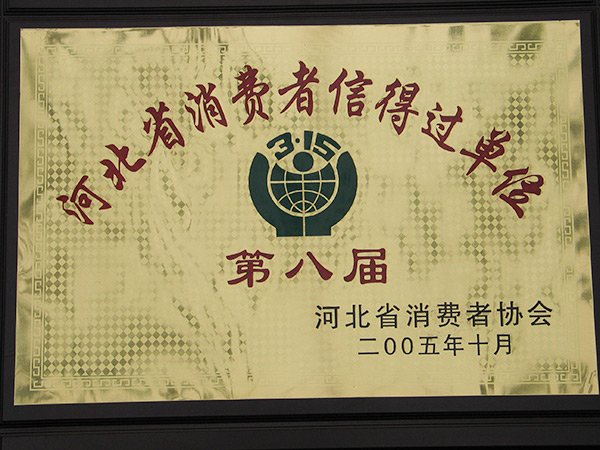 河北省消费者信得过单位
3·15
第八届
河北省消费者协会
二00五年十月